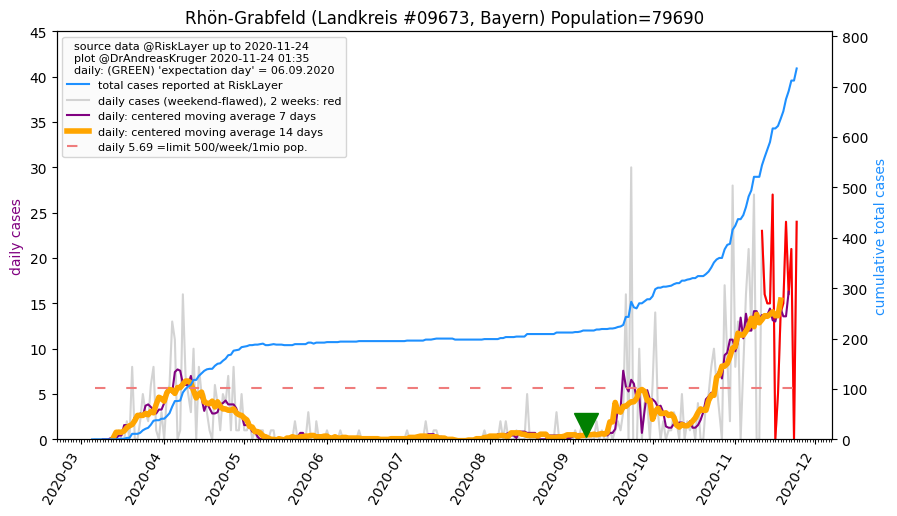 Rhön-Grabfeld (Landkreis #09673, Bayern) Population=79690
source data @RiskLayer up to 2020-11-24
plot @DrAndreasKruger 2020-11-24 01:35
daily: (GREEN) 'expectation day' = 06.09.2020
total cases reported at RiskLayer
daily cases (weekend-flawed), 2 weeks: red
daily: centered moving average 7 days
daily: centered moving average 14 days
daily 5.69 =limit 500/week/1mio pop.
daily cases
45
40
35
30
25
20
15
10
5
0
cumulative total cases
800
700
600
500
400
300
200
100
0
2020-03
2020-04
2020-05
2020-06
2020-07
2020-08
2020-09
2020-10
2020-11
2020-12